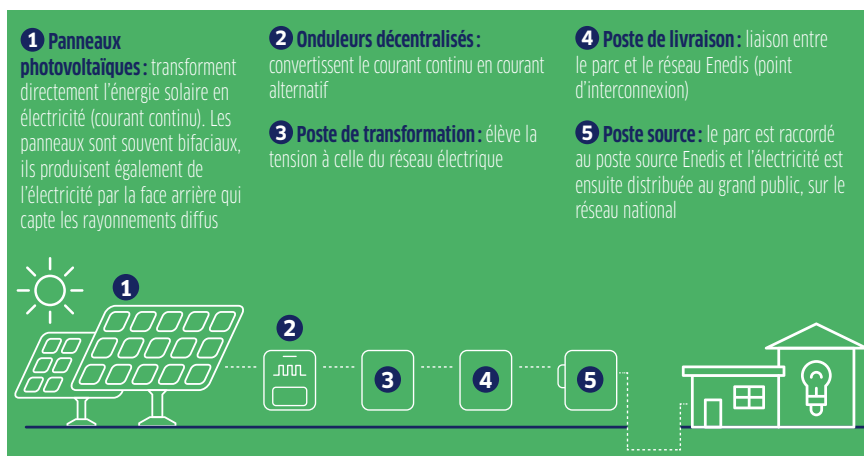 1 Panneaux
photovoltaïques : transforment
directement l'énergie solaire en
électricité (courant continu). Les
panneaux sont souvent bifaciaux,
ils produisent également de
l'électricité par la face arrière qui
capte les rayonnements diffus
2 Onduleurs décentralisés :
convertissent le courant continu en courant
alternatif
3 Poste de transformation : élève la
tension à celle du réseau électrique
4 Poste de livraison : liaison entre
le parc et le réseau Enedis (point
d'interconnexion)
5 Poste source : le parc est raccordé
au poste source Enedis et l'électricité est
ensuite distribuée au grand public, sur le
réseau national
1
2
3
4
5